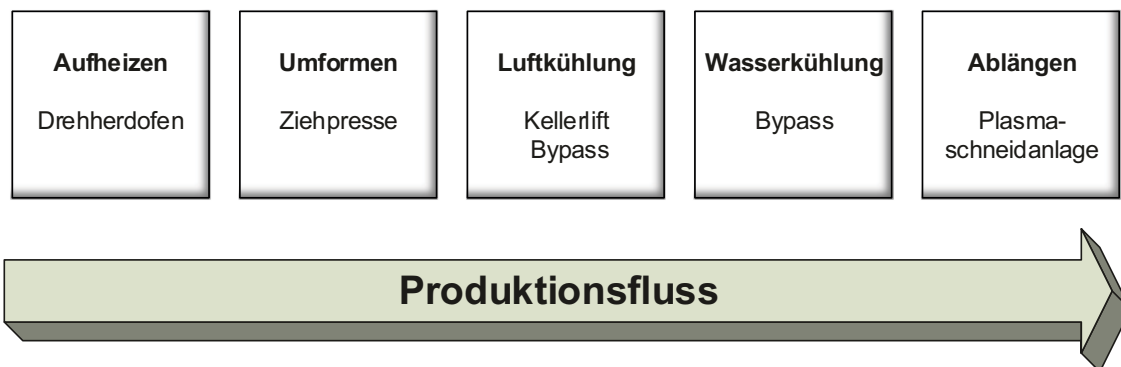 Aufheizen
Drehherdofen
Umformen
Ziehpresse
Luftkühlung
Kellerlift
Bypass
Wasserkühlung
Bypass
Ablängen
Plasma-
schneidanlage
Produktionsfluss